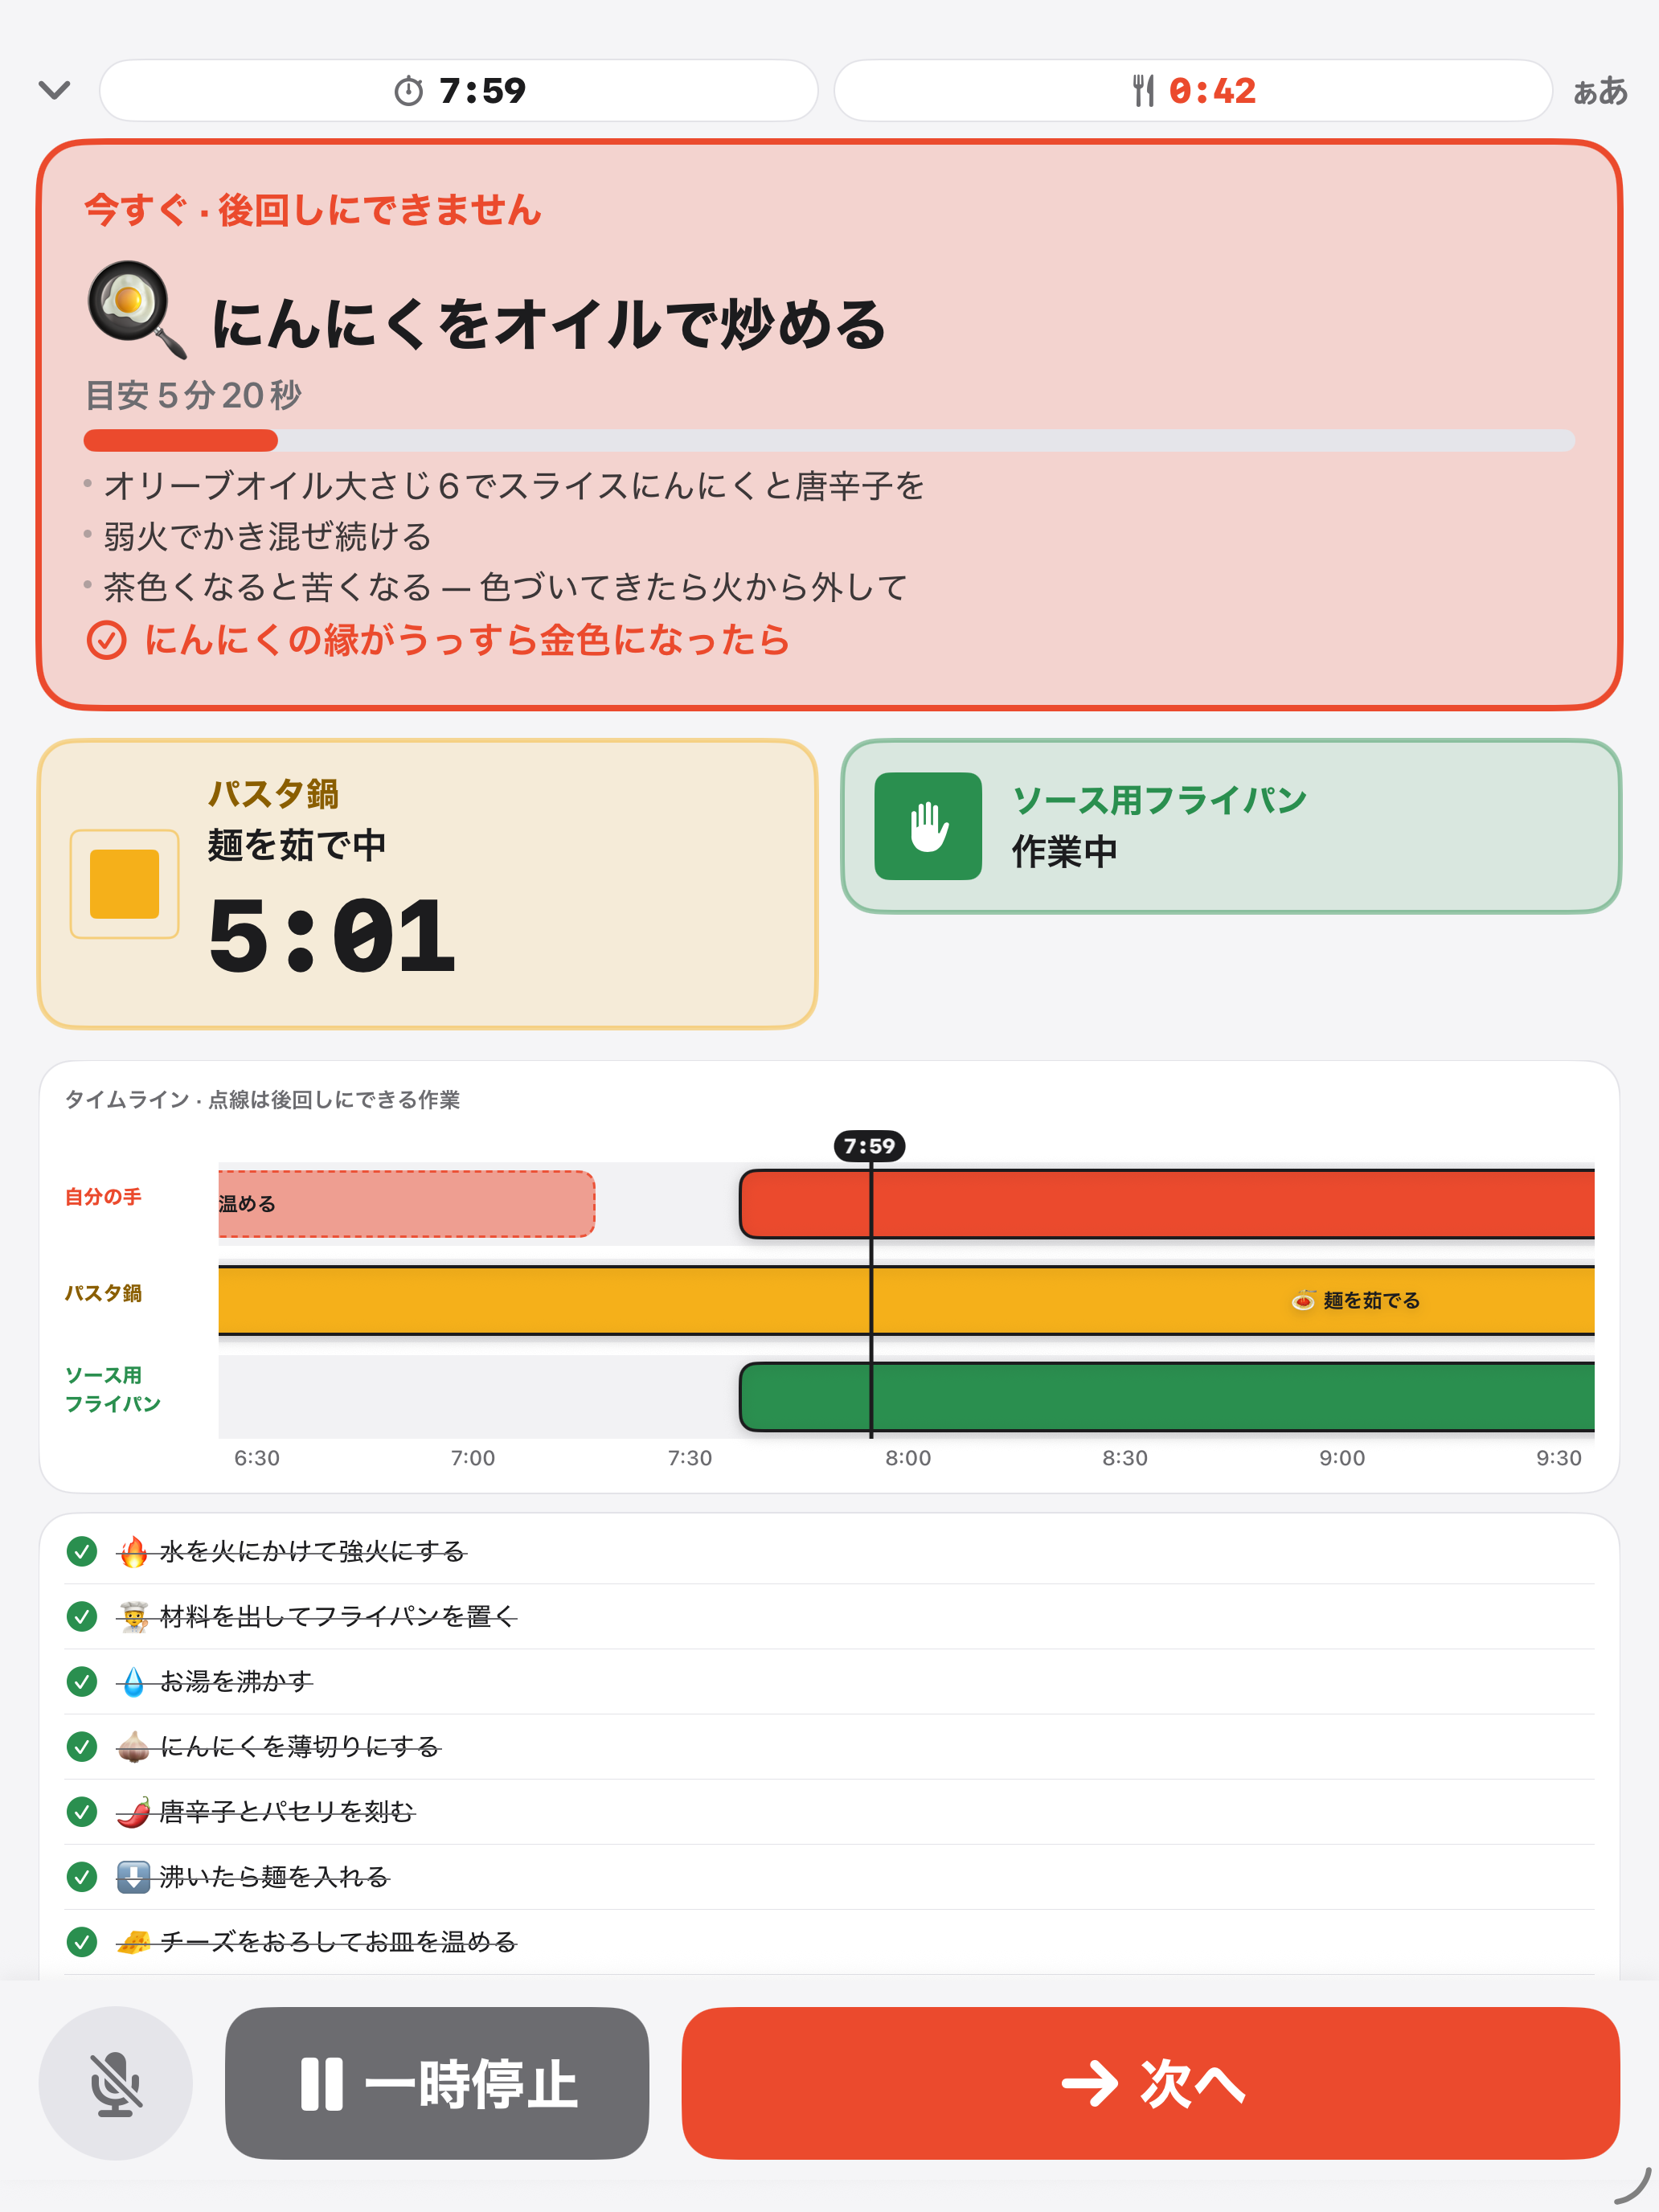 7:59
0:42
ぁあ
今すぐ · 後回しにできません
にんにくをオイルで炒める
目安 5 分 20 秒
オリーブオイル大さじ 6 でスライスにんにくと唐辛子を
弱火でかき混ぜ続ける
茶色くなると苦くなる — 色づいてきたら火から外して
にんにくの縁がうっすら金色になったら
パスタ鍋
麺を茹で中
5:01
ソース用フライパン
作業中
タイムライン · 点線は後回しにできる作業
7:59
自分の手
温める
パスタ鍋
麺を茹でる
ソース用
フライパン
6:30
7:00
7:30
8:00
8:30
9:00
9:30
水を火にかけて強火にする
材料を出してフライパンを置く
お湯を沸かす
にんにくを薄切りにする
唐辛子とパセリを刻む
沸いたら麺を入れる
チーズをおろしてお皿を温める
一時停止
次へ